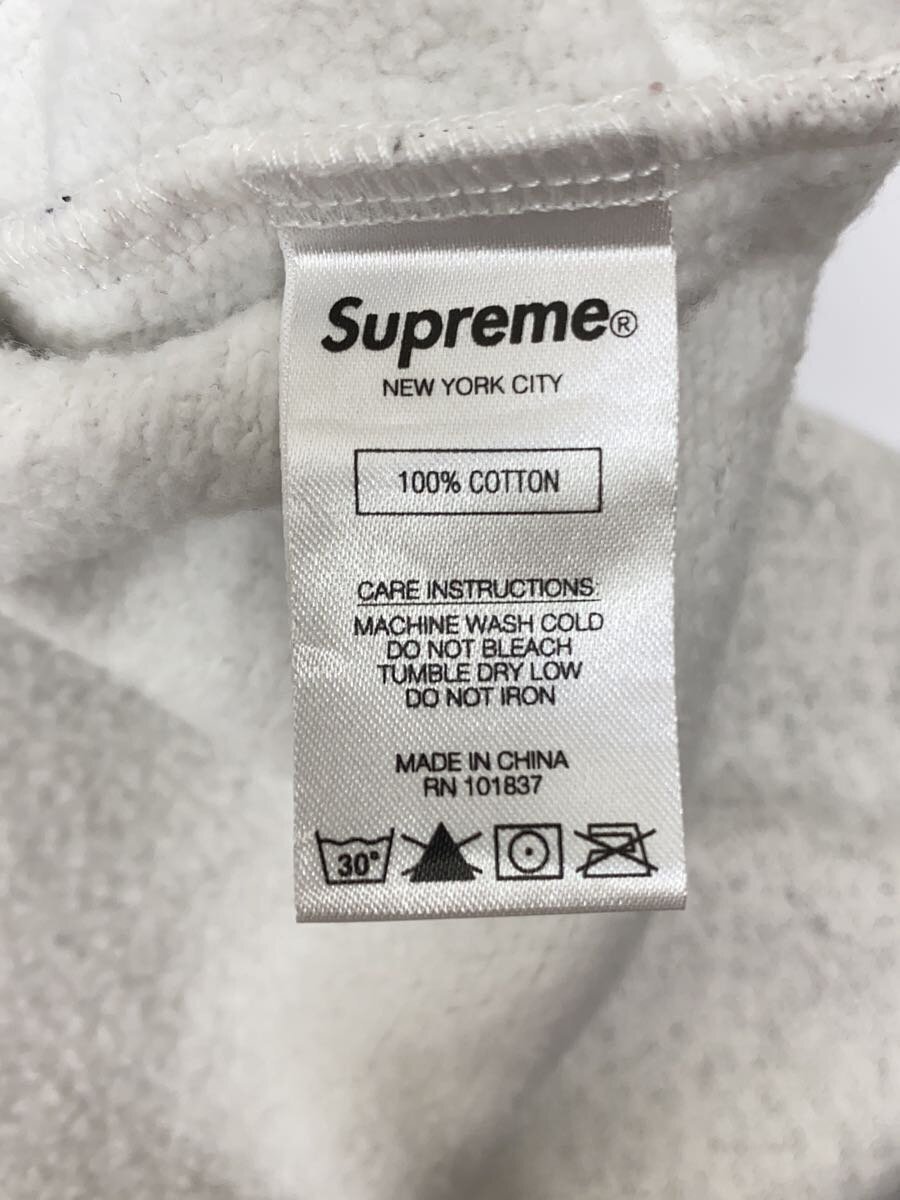 Supreme®
NEW YORK CITY
100% COTTON
CARE INSTRUCTIONS
MACHINE WASH COLD
DO NOT BLEACH
TUMBLE DRY LOW
DO NOT IRON
MADE IN CHINA
RN 101837
30°